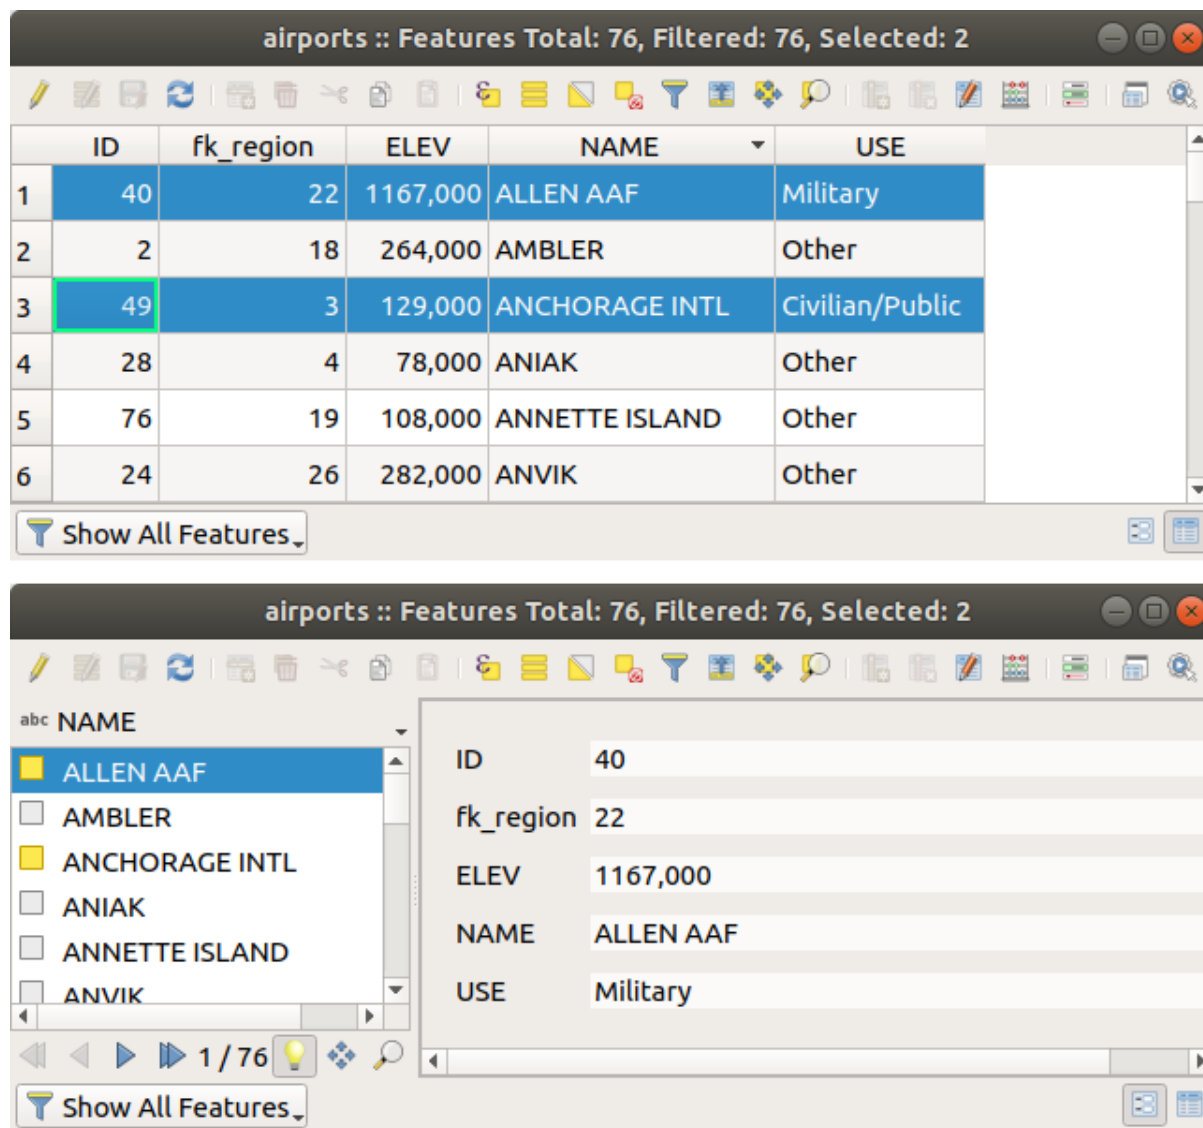 airports :: Features Total: 76, Filtered: 76, Selected: 2
ID fk_region ELEV NAME USE
1 40 22 1167,000 ALLEN AAF Military
2 2 18 264,000 AMBLER Other
3 49 3 129,000 ANCHORAGE INTL Civilian/Public
4 28 4 78,000 ANIAK Other
5 76 19 108,000 ANNETTE ISLAND Other
6 24 26 282,000 ANVIK Other
Show All Features
airports :: Features Total: 76, Filtered: 76, Selected: 2
abc NAME
ALLEN AAF
AMBLER
ANCHORAGE INTL
ANIAK
ANNETTE ISLAND
ANVIK
1 / 76
ID 40
fk_region 22
ELEV 1167,000
NAME ALLEN AAF
USE Military
Show All Features